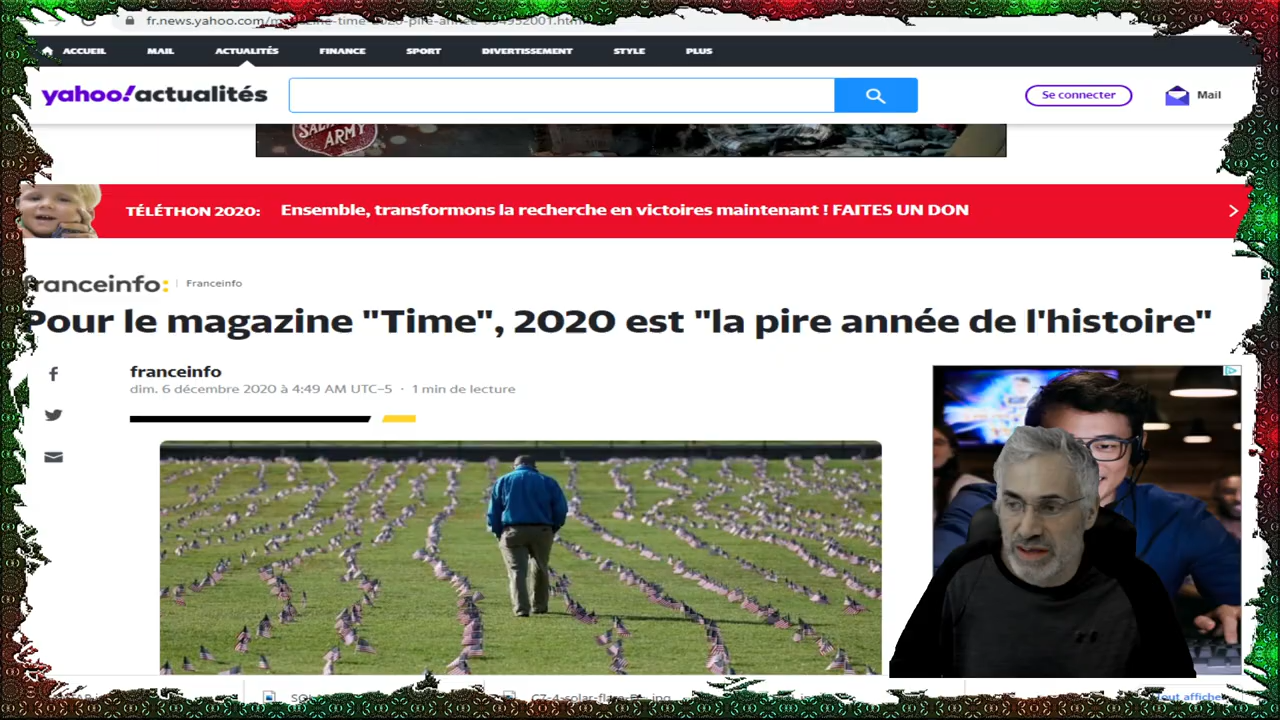 fr.news.yahoo.com/
ACCUEIL MAIL ACTUALITÉS FINANCE SPORT DIVERTISSEMENT STYLE PLUS
yahoo!actualités
Se connecter
Mail
ARMY
TÉLÉTHON 2020: Ensemble, transformons la recherche en victoires maintenant ! FAITES UN DON
franceinfo: Franceinfo
Pour le magazine "Time", 2020 est "la pire année de l'histoire"
franceinfo
dim. 6 décembre 2020 à 4:49 AM UTC−5 · 1 min de lecture